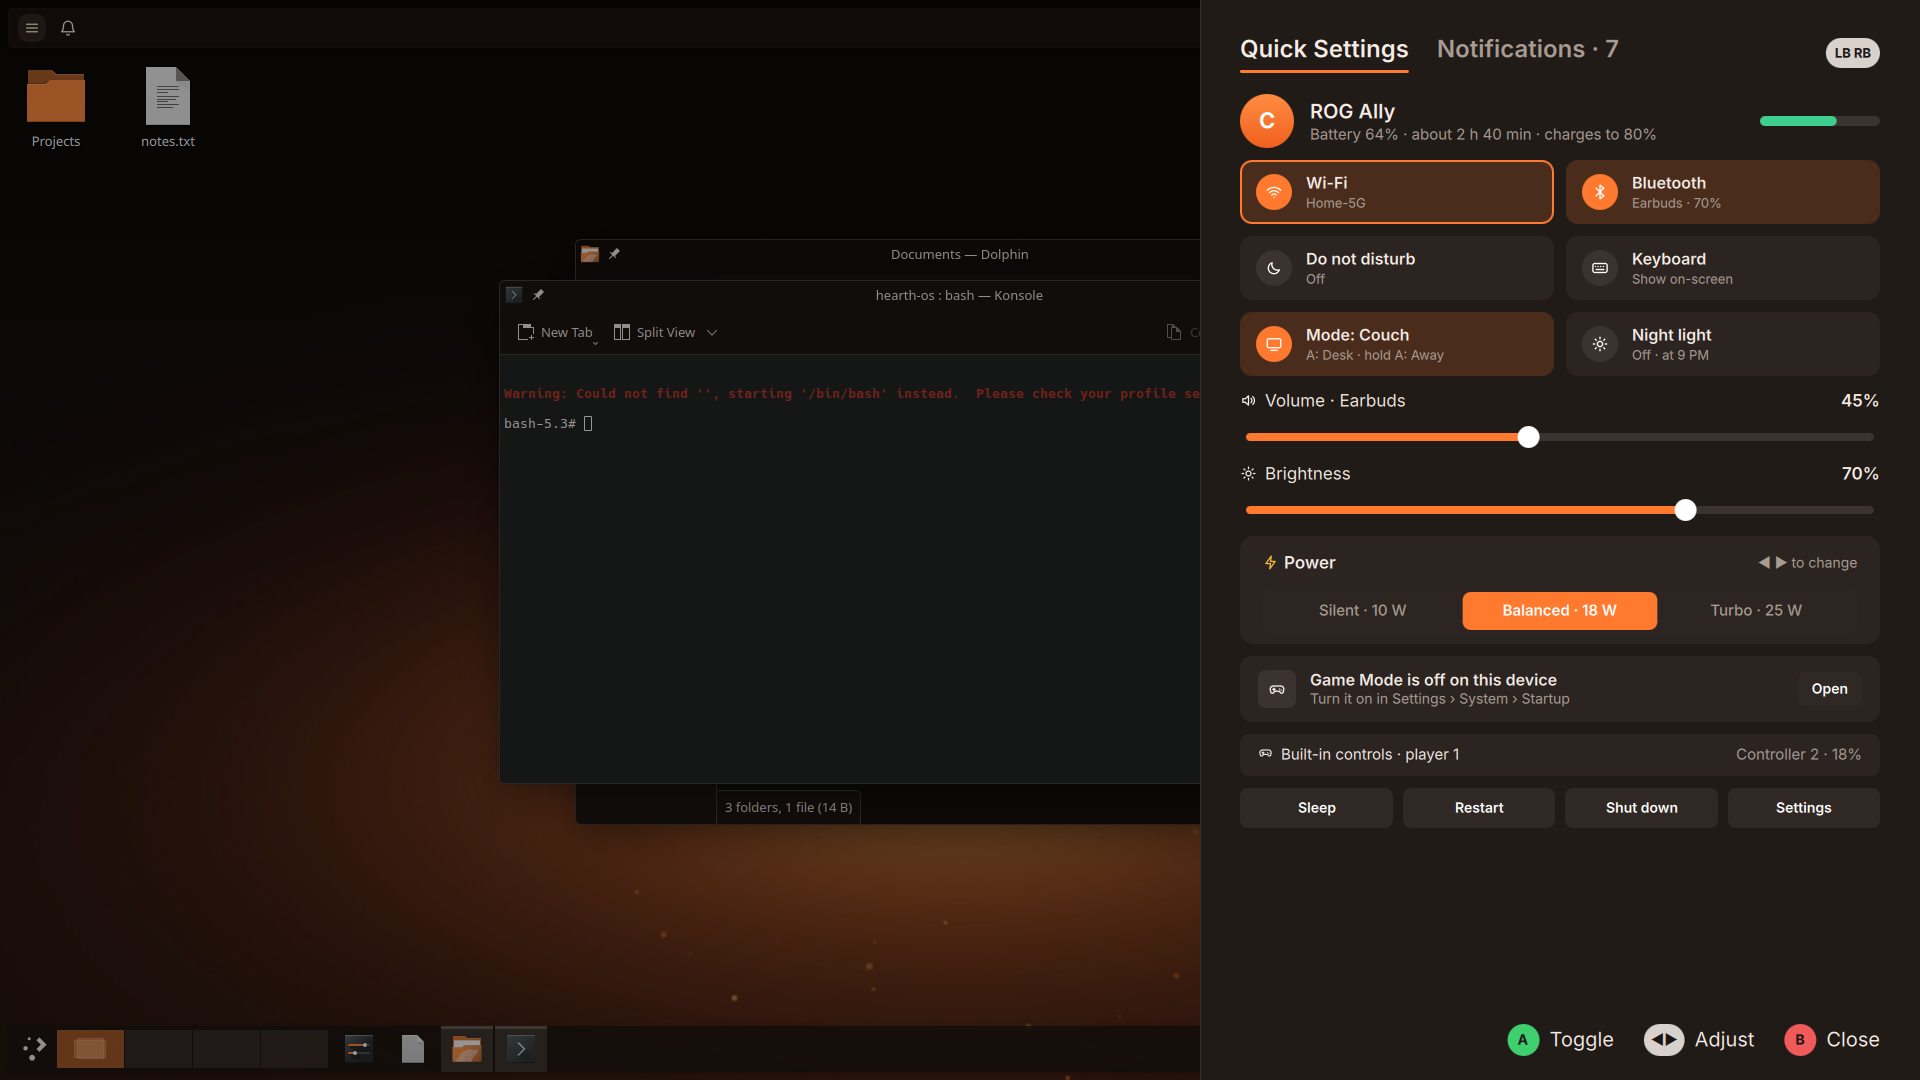 Projects
notes.txt
Documents — Dolphin
hearth-os : bash — Konsole
New Tab
Split View
Warning: Could not find '', starting '/bin/bash' instead.  Please check your profile se
bash-5.3#
3 folders, 1 file (14 B)
Quick Settings
Notifications · 7
LB RB
C
ROG Ally
Battery 64% · about 2 h 40 min · charges to 80%
Wi-Fi
Home-5G
Bluetooth
Earbuds · 70%
Do not disturb
Off
Keyboard
Show on-screen
Mode: Couch
A: Desk · hold A: Away
Night light
Off · at 9 PM
Volume · Earbuds
45%
Brightness
70%
Power
◀ ▶ to change
Silent · 10 W
Balanced · 18 W
Turbo · 25 W
Game Mode is off on this device
Turn it on in Settings › System › Startup
Open
Built-in controls · player 1
Controller 2 · 18%
Sleep
Restart
Shut down
Settings
A Toggle
◀▶ Adjust
B Close